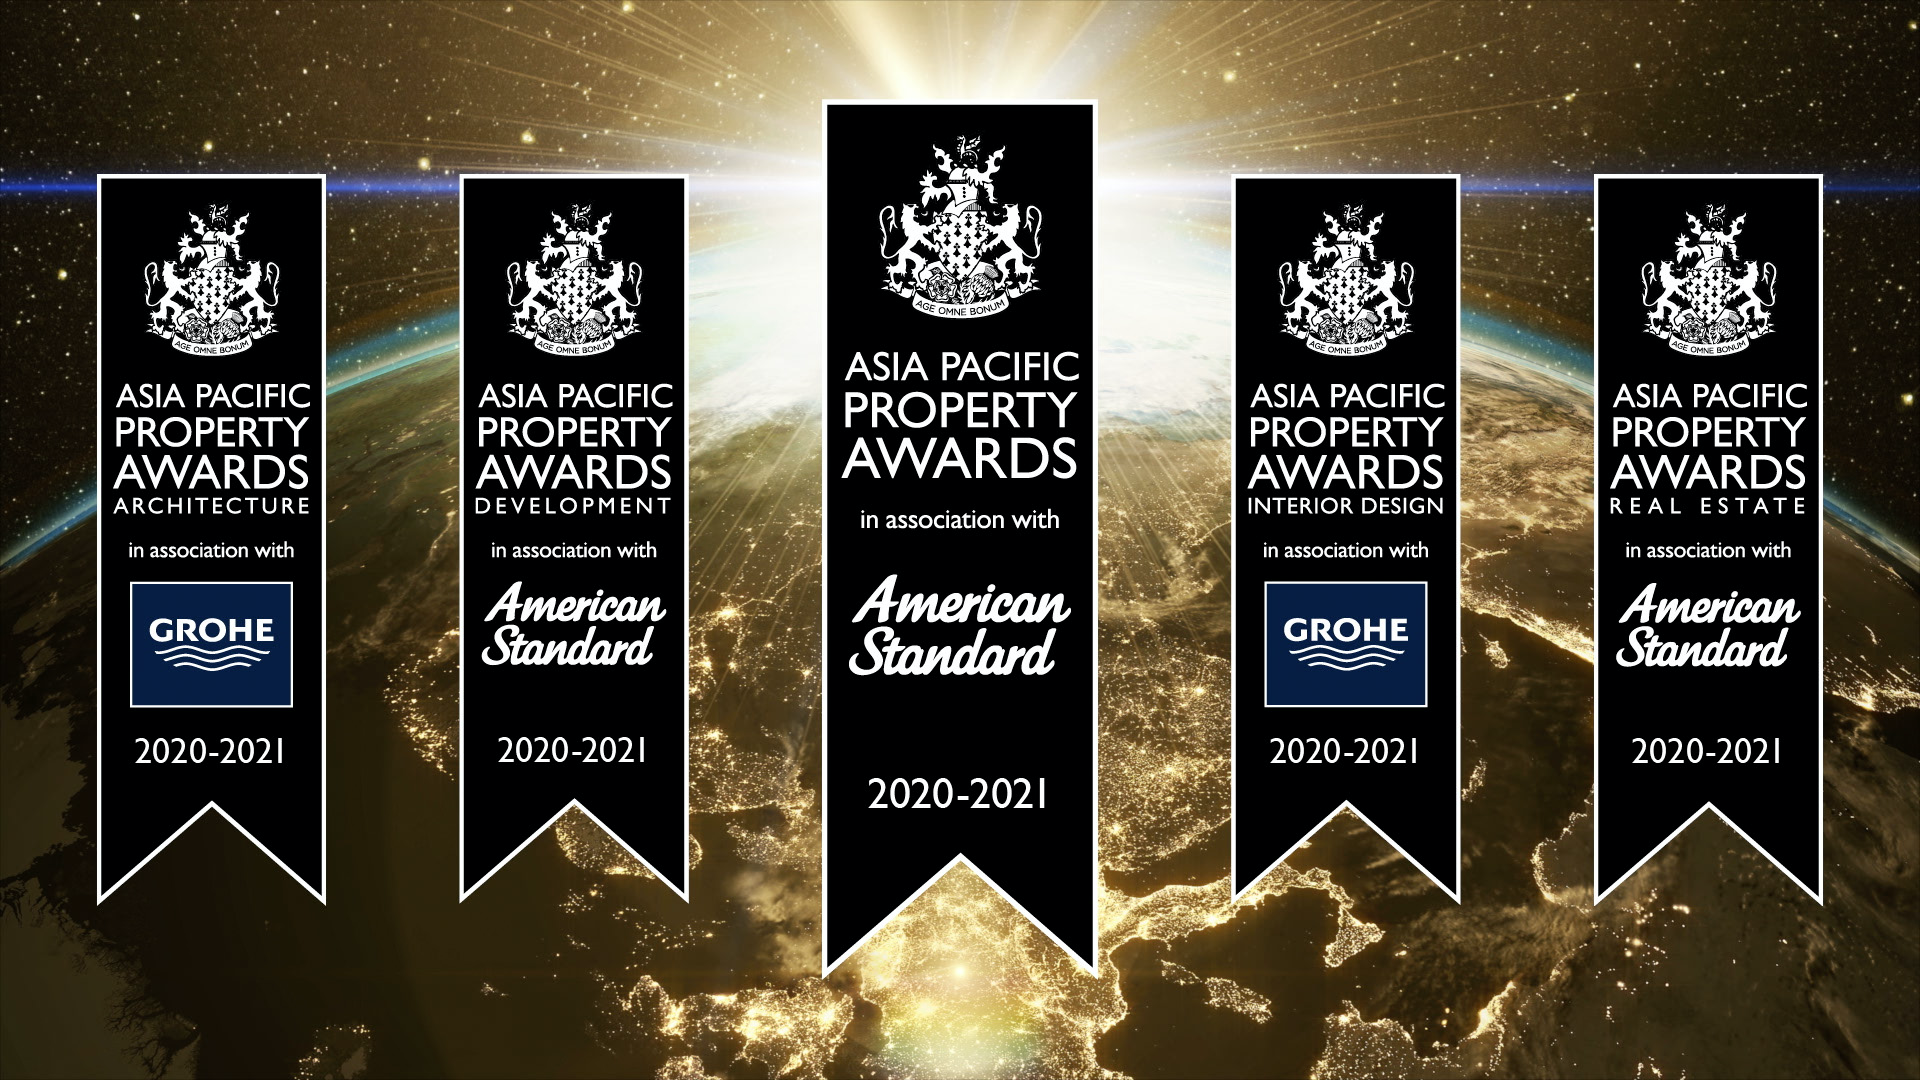 AGE OMNE BONUM
ASIA PACIFIC
PROPERTY
AWARDS
ARCHITECTURE
in association with
GROHE
2020-2021
AGE OMNE BONUM
ASIA PACIFIC
PROPERTY
AWARDS
DEVELOPMENT
in association with
American
Standard
2020-2021
AGE OMNE BONUM
ASIA PACIFIC
PROPERTY
AWARDS
in association with
American
Standard
2020-2021
AGE OMNE BONUM
ASIA PACIFIC
PROPERTY
AWARDS
INTERIOR DESIGN
in association with
GROHE
2020-2021
AGE OMNE BONUM
ASIA PACIFIC
PROPERTY
AWARDS
REAL ESTATE
in association with
American
Standard
2020-2021